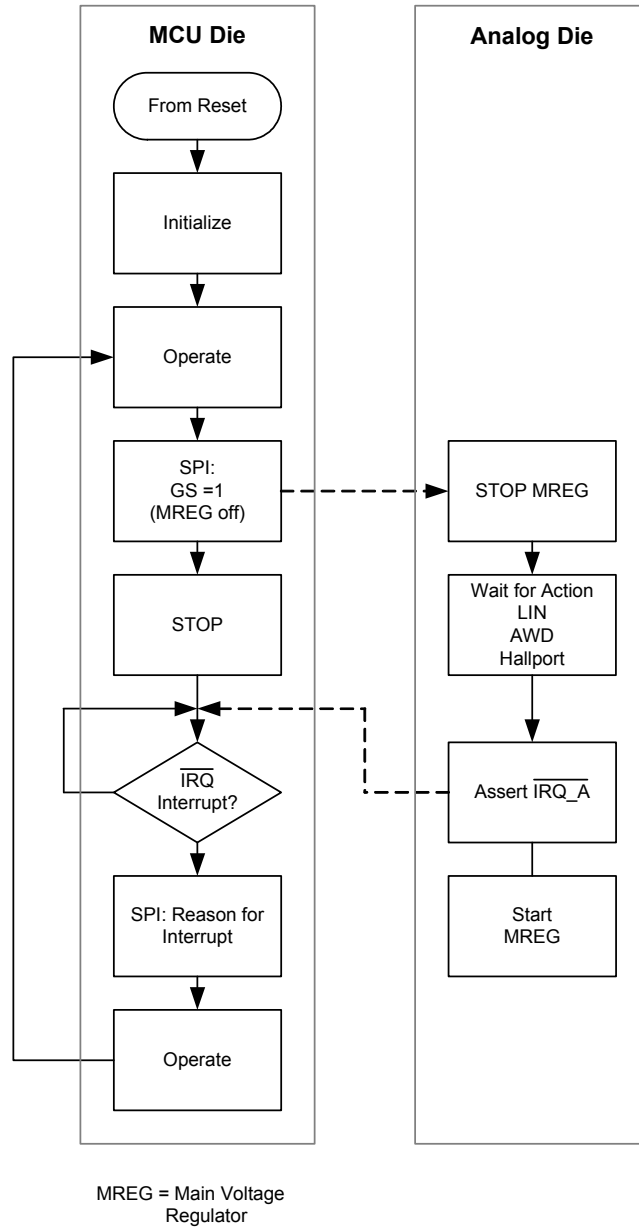 MCU Die
From Reset
Initialize
Operate
SPI:
GS =1
(MREG off)
STOP
IRQ
Interrupt?
SPI: Reason for
Interrupt
Operate
Analog Die
STOP MREG
Wait for Action
LIN
AWD
Hallport
Assert IRQ_A
Start
MREG
MREG = Main Voltage
Regulator